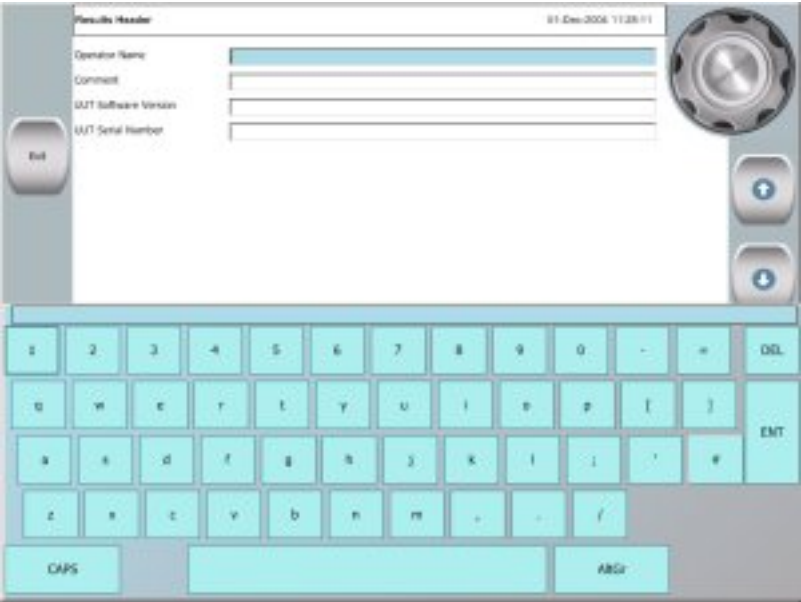 Results Header 01-Dec-2006 11:28:11
Operator Name
Comment
UUT Software Version
UUT Serial Number
Exit
1 2 3 4 5 6 7 8 9 0 - = DEL
q w e r t y u i o p [ ]
ENT
a s d f g h j k l ; ' #
z x c v b n m , . /
CAPS AltGr